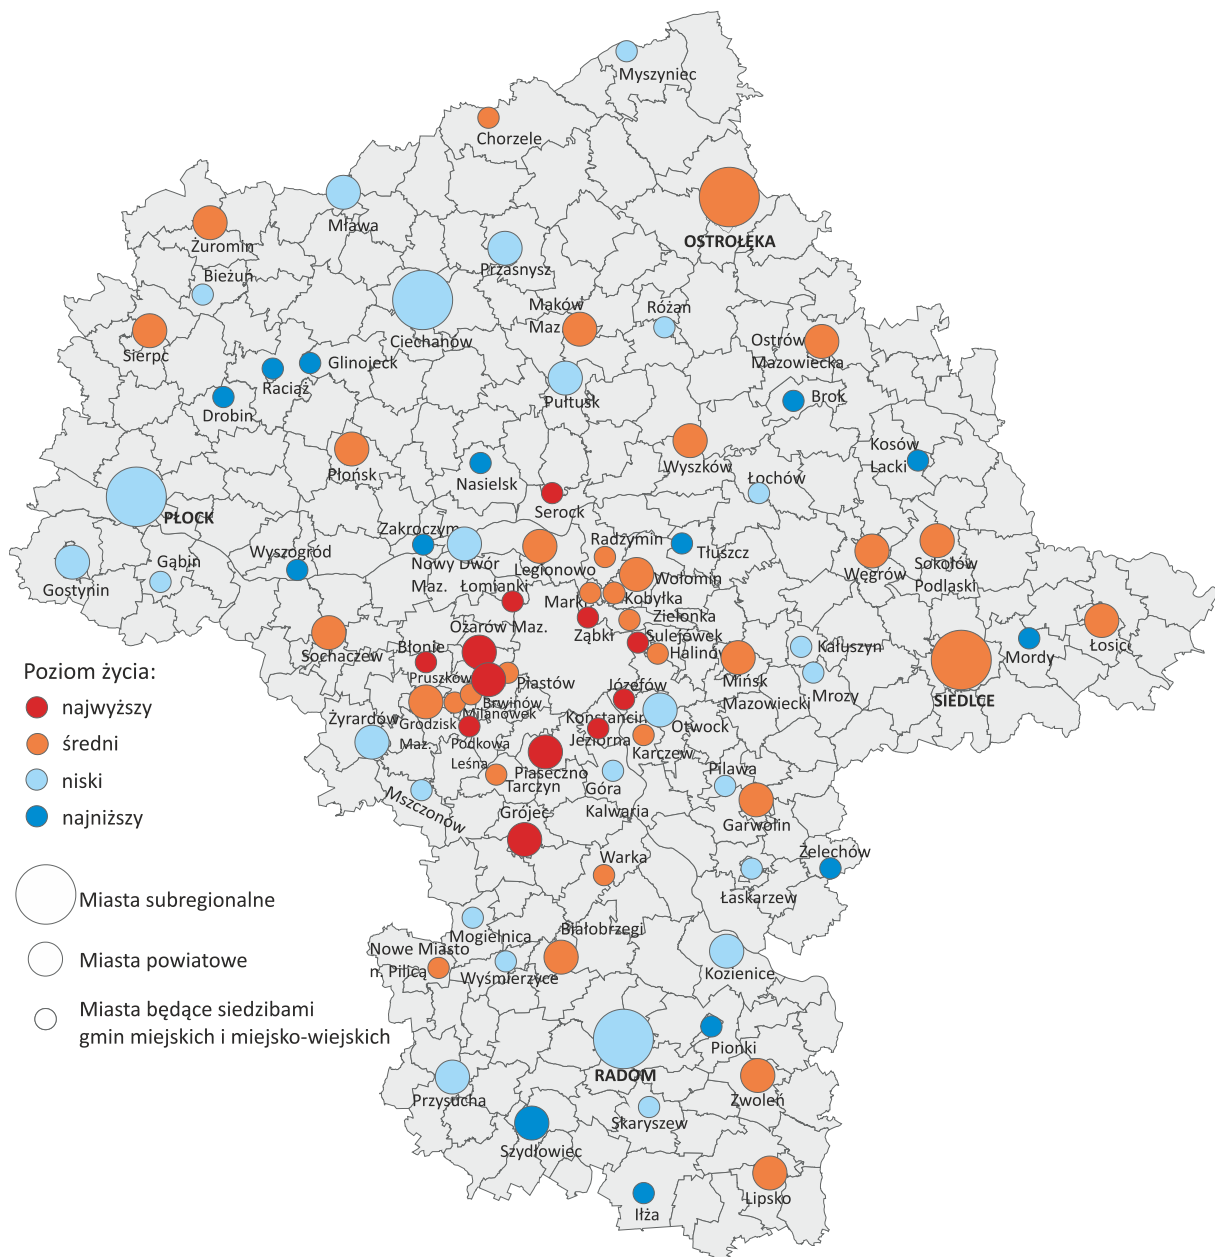 Myszyniec
Chorzele
Mława
OSTROŁĘKA
Żuromin
Przasnysz
Bieżuń
Maków
Maz.
Różan
Ciechanów
Ostrów
Mazowiecka
Sierpc
Glinojeck
Raciąż
Pułtusk
Brok
Drobin
Kosów
Lacki
Płońsk
Wyszków
Nasielsk
Łochów
Serock
PŁOCK
Zakroczym
Radzymin
Wyszogród
Tłuszcz
Gąbin
Nowy Dwór
Maz.
Legionowo
Sokołów
Podlaski
Węgrów
Gostynin
Łomianki
Wołomin
Marki
Kobyłka
Zielonka
Ożarów Maz.
Ząbki
Sulejówek
Sochaczew
Błonie
Halinów
Kałuszyn
Mordy
Łosice
Poziom życia:
najwyższy
średni
niski
najniższy
Pruszków
Piastów
Mińsk
Mazowiecki
Mrozy
SIEDLCE
Józefów
Brwinów
Milanówek
Żyrardów
Grodzisk
Maz.
Konstancin
Jeziorna
Otwock
Podkowa
Leśna
Karczew
Piaseczno
Tarczyn
Góra
Kalwaria
Pilawa
Mszczonów
Grójec
Garwolin
Warka
Żelechów
Łaskarzew
Miasta subregionalne
Miasta powiatowe
Miasta będące siedzibami
gmin miejskich i miejsko-wiejskich
Mogielnica
Białobrzegi
Nowe Miasto
n. Pilicą
Wyśmierzyce
Kozienice
Pionki
RADOM
Przysucha
Zwoleń
Skaryszew
Szydłowiec
Lipsko
Iłża